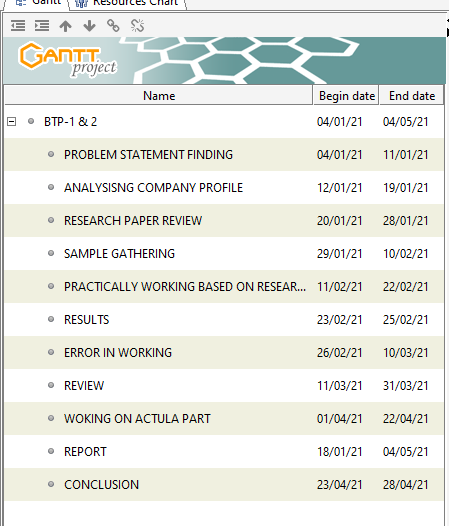 Gantt Resources Chart
GANTT
project
Name Begin date End date
BTP-1 & 2 04/01/21 04/05/21
PROBLEM STATEMENT FINDING 04/01/21 11/01/21
ANALYSISNG COMPANY PROFILE 12/01/21 19/01/21
RESEARCH PAPER REVIEW 20/01/21 28/01/21
SAMPLE GATHERING 29/01/21 10/02/21
PRACTICALLY WORKING BASED ON RESEAR... 11/02/21 22/02/21
RESULTS 23/02/21 25/02/21
ERROR IN WORKING 26/02/21 10/03/21
REVIEW 11/03/21 31/03/21
WOKING ON ACTULA PART 01/04/21 22/04/21
REPORT 18/01/21 04/05/21
CONCLUSION 23/04/21 28/04/21